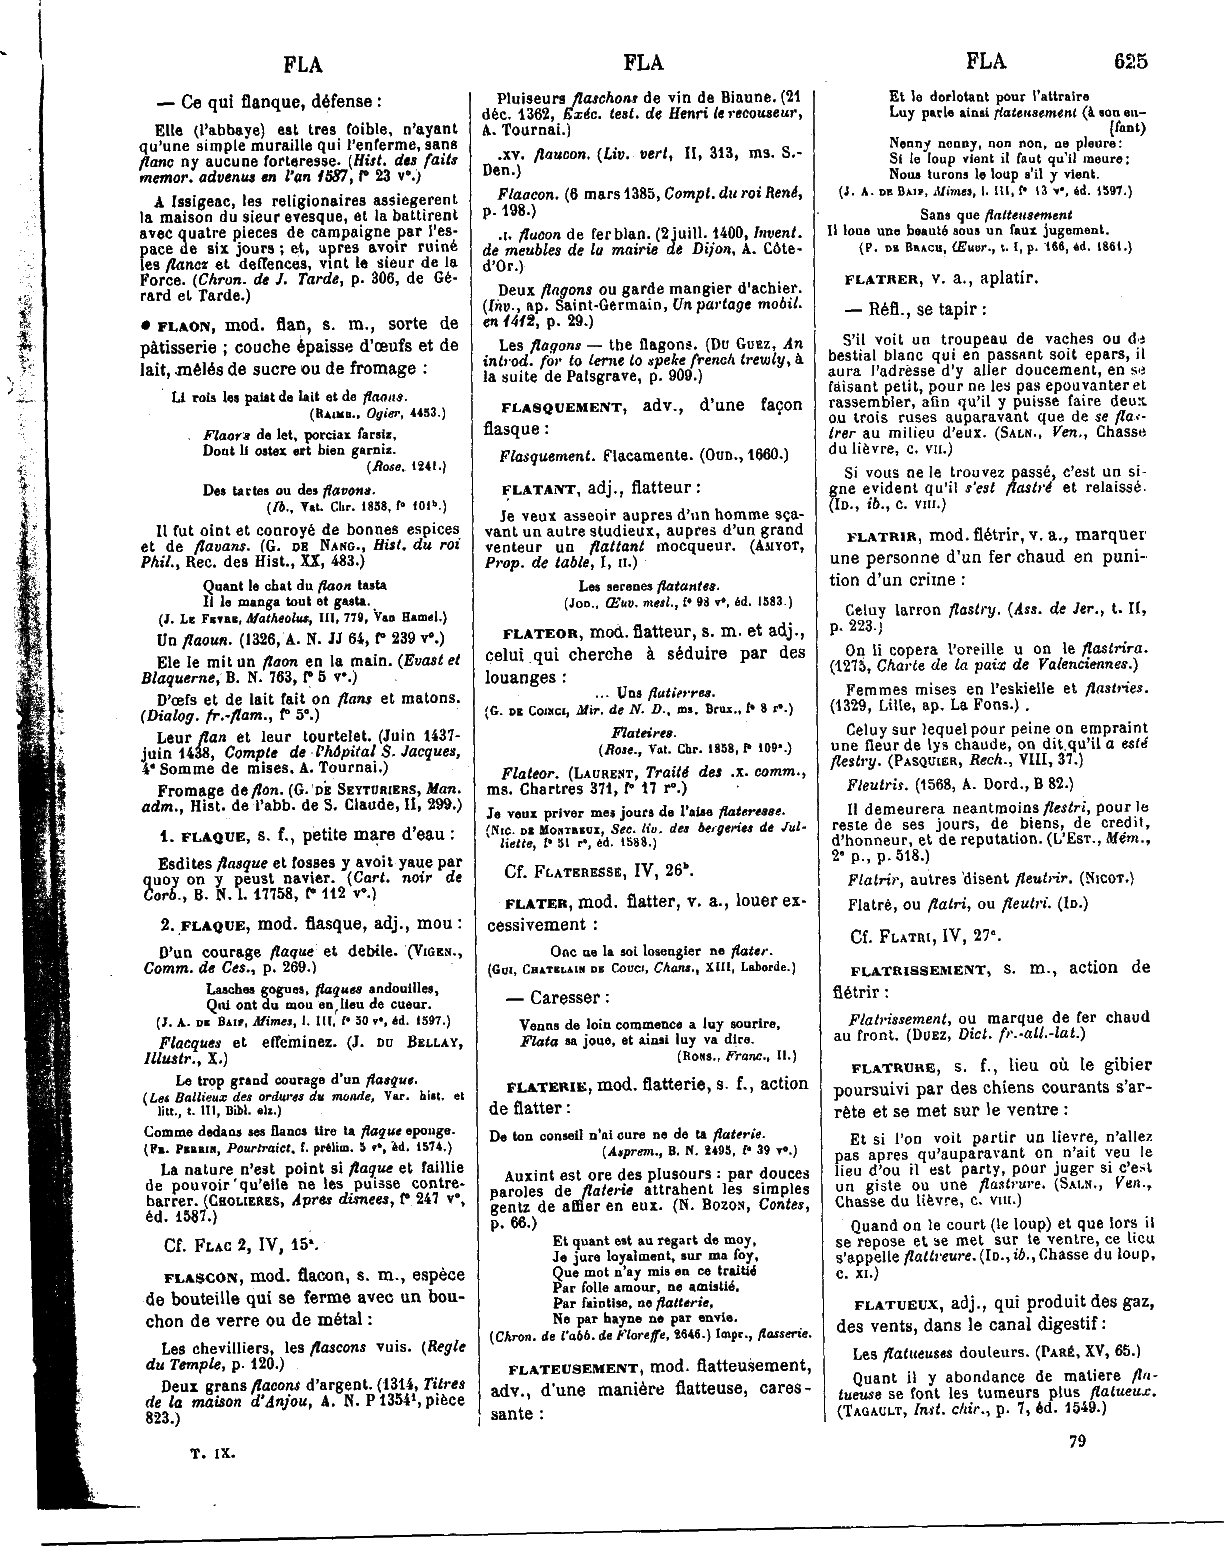 FLA
FLA
FLA 625
— Ce qui flanque, défense :
Elle (l'abbaye) est tres foible, n'ayant
qu'une simple muraille qui l'enferme, sans
flanc ny aucune forteresse. (Hist. des faits
memor. advenus en l'an 1587, f° 23 v°.)
A Issigeac, les religionaires assiegerent
la maison du sieur evesque, et la battirent
avec quatre pieces de campagne par l'es-
pace de six jours ; et, apres avoir ruiné
les flancz et deffences, vint le sieur de la
Force. (Chron. de J. Tarde, p. 306, de Gé-
rard et Tarde.)
• FLAON, mod. flan, s. m., sorte de
pâtisserie ; couche épaisse d'œufs et de
lait, mêlés de sucre ou de fromage :
Li rois les paist de lait et de flaons.
(RAIMB., Ogier, 4453.)
Flaons de let, porciax farsiz,
Dont li ostex ert bien garniz.
(Rose. 1241.)
Des tartes ou des flavons.
(Ib., Vat. Chr. 1858, f° 101ᵇ.)
Il fut oint et conroyé de bonnes espices
et de flavans. (G. DE NANG., Hist. du roi
Phil., Rec. des Hist., XX, 483.)
Quant le chat du flaon tasta
Il le manga tout et gasta.
(J. LE FEVRE, Matheolus, III, 779, Van Hamel.)
Un flaoun. (1326, A. N. JJ 64, f° 239 v°.)
Ele le mit un flaon en la main. (Evast et
Blaquerne, B. N. 763, f° 5 v°.)
D'œfs et de lait fait on flans et matons.
(Dialog. fr.-flam., f° 5ᵉ.)
Leur flan et leur tourtelet. (Juin 1437-
juin 1438, Compte de l'hôpital S. Jacques,
4ᵉ Somme de mises, A. Tournai.)
Fromage de flon. (G. DE SEYTURIERS, Man.
adm., Hist. de l'abb. de S. Claude, II, 299.)
1. FLAQUE, s. f., petite mare d'eau :
Esdites flasque et fosses y avoit yaue par
quoy on y peust navier. (Cart. noir de
Corb., B. N. l. 17758, f° 112 v°.)
2. FLAQUE, mod. flasque, adj., mou :
D'un courage flaque et debile. (VIGEN.,
Comm. de Ces., p. 269.)
Lasches gogues, flaques andouilles,
Qui ont du mou en lieu de cueur.
(J. A. DE BAIF, Mimes, l. III, f° 50 v°, éd. 1597.)
Flacques et effeminez. (J. DU BELLAY,
Illustr., X.)
Le trop grand courage d'un flasque.
(Les Ballieux des ordures du monde, Var. hist. et
litt., t. III, Bibl. elz.)
Comme dedans ses flancs tire ta flaque eponge.
(FR. PERRIN, Pourtraict, f. prélim. 5 r°, éd. 1574.)
La nature n'est point si flaque et faillie
de pouvoir qu'elle ne les puisse contre-
barrer. (CHOLIERES, Apres disnees, f° 247 v°,
éd. 1587.)
Cf. FLAC 2, IV, 15ᵃ.
FLASCON, mod. flacon, s. m., espèce
de bouteille qui se ferme avec un bou-
chon de verre ou de métal :
Les chevilliers, les flascons vuis. (Regle
du Temple, p. 120.)
Deux grans flacons d'argent. (1314, Titres
de la maison d'Anjou, A. N. P 1354¹, pièce
823.)
T. IX.
Pluiseurs flaschons de vin de Biaune. (21
déc. 1362, Exéc. test. de Henri le recouseur,
A. Tournai.)
.XV. flaucon. (Liv. vert, II, 313, ms. S.-
Den.)
Flaacon. (6 mars 1385, Compt. du roi René,
p. 198.)
.I. flucon de fer blan. (2 juill. 1400, Invent.
de meubles de la mairie de Dijon, A. Côte-
d'Or.)
Deux flagons ou garde mangier d'achier.
(Inv., ap. Saint-Germain, Un partage mobil.
en 1412, p. 29.)
Les flagons — the flagons. (DU GUEZ, An
introd. for to lerne to speke french trewly, à
la suite de Palsgrave, p. 909.)
FLASQUEMENT, adv., d'une façon
flasque :
Flasquement. Flacamente. (OUD., 1660.)
FLATANT, adj., flatteur :
Je veux asseoir aupres d'un homme sça-
vant un autre studieux, aupres d'un grand
venteur un flattant mocqueur. (AMYOT,
Prop. de table, I, II.)
Les serenes flatantes.
(JOD., Œuv. mesl., f° 98 v°, éd. 1583.)
FLATEOR, mod. flatteur, s. m. et adj.,
celui qui cherche à séduire par des
louanges :
... Uns flatierres.
(G. DE COINCI, Mir. de N. D., ms. Brux., f° 8 r°.)
Flateires.
(Rose., Vat. Chr. 1858, f° 109ᵃ.)
Flateor. (LAURENT, Traité des .X. comm.,
ms. Chartres 371, f° 17 r°.)
Je veux priver mes jours de l'aise flateresse.
(NIC. DE MONTREUX, Sec. liv. des bergeries de Jul-
liette, f° 51 r°, éd. 1588.)
Cf. FLATERESSE, IV, 26ᵇ.
FLATER, mod. flatter, v. a., louer ex-
cessivement :
Onc ne la soi losengier ne flater.
(GUI, CHATELAIN DE COUCI, Chans., XIII, Laborde.)
— Caresser :
Venns de loin commence a luy sourire,
Flata sa joue, et ainsi luy va dire.
(RONS., Franc., II.)
FLATERIE, mod. flatterie, s. f., action
de flatter :
De ton conseil n'ai cure ne de ta flaterie.
(Asprem., B. N. 2495, f° 39 v°.)
Auxint est ore des plusours : par douces
paroles de flaterie attrahent les simples
gentz de affier en eux. (N. BOZON, Contes,
p. 66.)
Et quant est au regart de moy,
Je jure loyalment, sur ma foy,
Que mot n'ay mis en ce traitié
Par folle amour, ne amistié,
Par faintise, ne flatterie,
Ne par hayne ne par envie.
(Chron. de l'abb. de Floreffe, 2646.) Impr., flasserie.
FLATEUSEMENT, mod. flatteusement,
adv., d'une manière flatteuse, cares-
sante :
Et le dorlotant pour l'attraire
Luy parle ainsi flateusement (à son en-
[fant)
Nenny nenny, non non, ne pleure:
Si le loup vient il faut qu'il meure;
Nous turons le loup s'il y vient.
(J. A. DE BAIF, Mimes, l. III, f° 13 v°, éd. 1597.)
Sans que flatteusement
Il loue une beauté sous un faux jugement.
(P. DE BRACH, Œuvr., t. I, p. 166, éd. 1861.)
FLATRER, v. a., aplatir.
— Réfl., se tapir :
S'il voit un troupeau de vaches ou de
bestial blanc qui en passant soit epars, il
aura l'adresse d'y aller doucement, en se
faisant petit, pour ne les pas epouvanter et
rassembler, afin qu'il y puisse faire deux
ou trois ruses auparavant que de se flas-
trer au milieu d'eux. (SALN., Ven., Chasse
du lièvre, c. VII.)
Si vous ne le trouvez passé, c'est un si-
gne evident qu'il s'est flastré et relaissé.
(ID., ib., c. VIII.)
FLATRIR, mod. flétrir, v. a., marquer
une personne d'un fer chaud en puni-
tion d'un crime :
Celuy larron flastry. (Ass. de Jer., t. II,
p. 223.)
On li copera l'oreille u on le flastrira.
(1275, Charte de la paix de Valenciennes.)
Femmes mises en l'eskielle et flastries.
(1329, Lille, ap. La Fons.)
Celuy sur lequel pour peine on empraint
une fleur de lys chaude, on dit qu'il a esté
flestry. (PASQUIER, Rech., VIII, 37.)
Fleutris. (1568, A. Dord., B 82.)
Il demeurera neantmoins flestri, pour le
reste de ses jours, de biens, de credit,
d'honneur, et de reputation. (L'EST., Mém.,
2ᵉ p., p. 518.)
Flatrir, autres disent fleutrir. (NICOT.)
Flatré, ou flatri, ou fleutri. (ID.)
Cf. FLATRI, IV, 27ᵃ.
FLATRISSEMENT, s. m., action de
flétrir :
Flatrissement, ou marque de fer chaud
au front. (DUEZ, Dict. fr.-all.-lat.)
FLATRURE, s. f., lieu où le gibier
poursuivi par des chiens courants s'ar-
rête et se met sur le ventre :
Et si l'on voit partir un lievre, n'allez
pas apres qu'auparavant on n'ait veu le
lieu d'ou il est party, pour juger si c'est
un giste ou une flastrure. (SALN., Ven.,
Chasse du lièvre, c. VIII.)
Quand on le court (le loup) et que lors il
se repose et se met sur le ventre, ce lieu
s'appelle flattreure. (ID., ib., Chasse du loup,
c. XI.)
FLATUEUX, adj., qui produit des gaz,
des vents, dans le canal digestif :
Les flatueuses douleurs. (PARÉ, XV, 65.)
Quant il y abondance de matiere fla-
tueuse se font les tumeurs plus flatueux.
(TAGAULT, Inst. chir., p. 7, éd. 1549.)
79